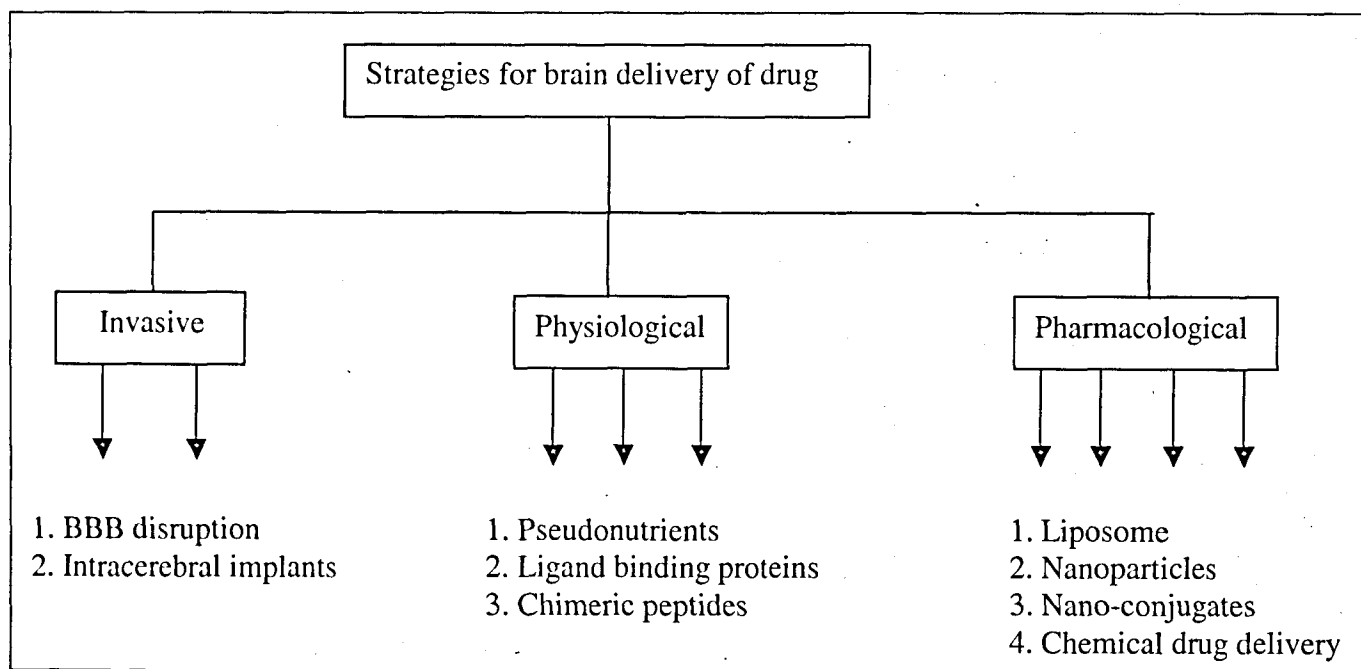 Strategies for brain delivery of drug
Invasive
Physiological
Pharmacological
1. BBB disruption
2. Intracerebral implants
1. Pseudonutrients
2. Ligand binding proteins
3. Chimeric peptides
1. Liposome
2. Nanoparticles
3. Nano-conjugates
4. Chemical drug delivery